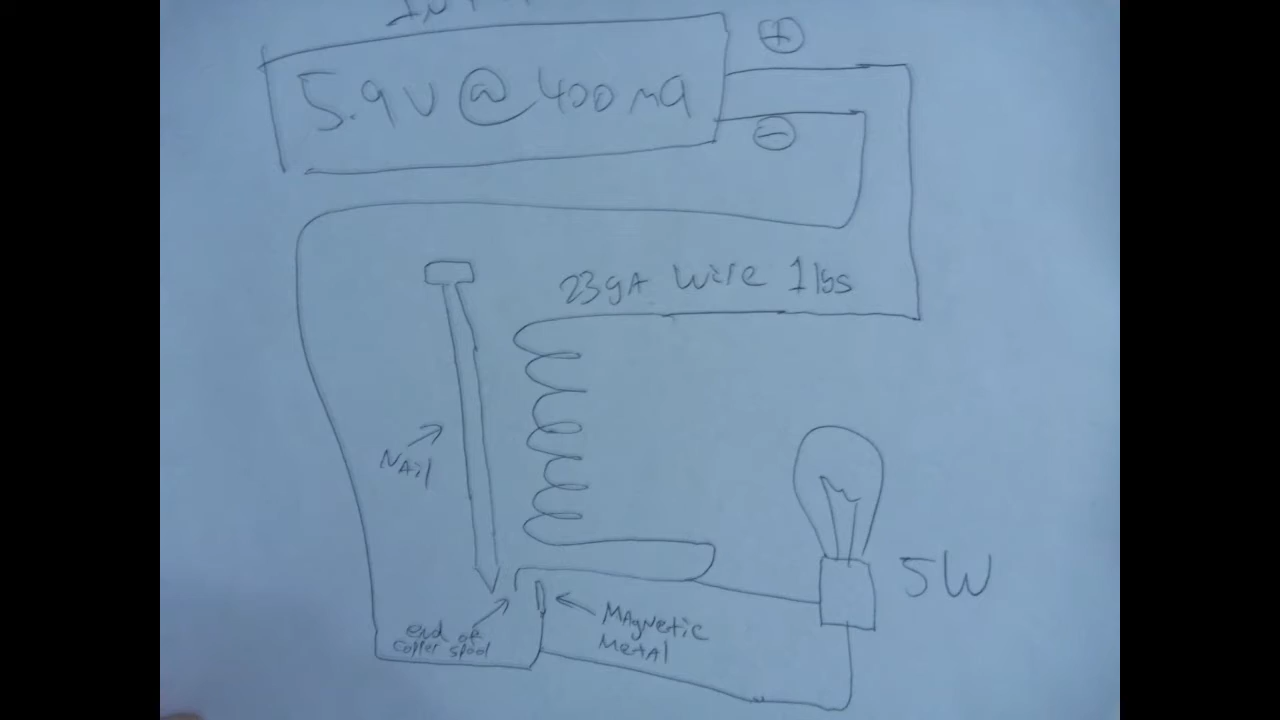 5.9V @ 400mA
+
-
23gA Wire 1lbs
NAil
5W
MAgnetic
MetAl
end of
copper spool